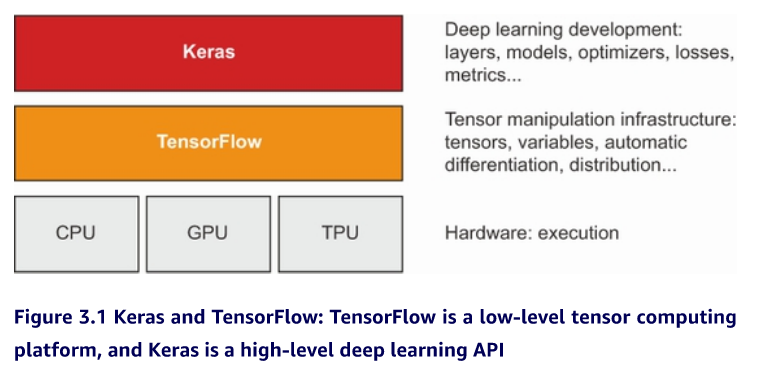 Keras
Deep learning development:
layers, models, optimizers, losses,
metrics...
TensorFlow
Tensor manipulation infrastructure:
tensors, variables, automatic
differentiation, distribution...
CPU
GPU
TPU
Hardware: execution
Figure 3.1 Keras and TensorFlow: TensorFlow is a low-level tensor computing
platform, and Keras is a high-level deep learning API